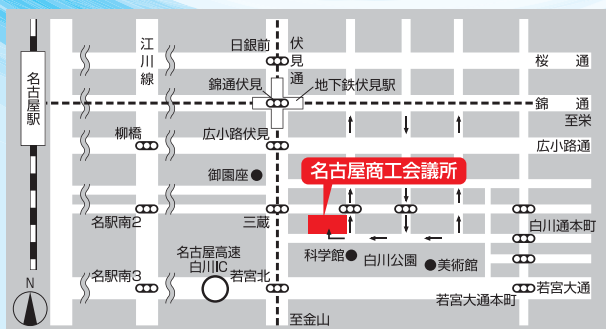 江川線
日銀前
伏見通
桜通
名古屋駅
錦通伏見
地下鉄伏見駅
錦通
至栄
柳橋
広小路伏見
広小路通
御園座
名古屋商工会議所
名駅南2
三蔵
白川通本町
名古屋高速
白川IC
科学館
白川公園
美術館
名駅南3
若宮北
若宮大通
若宮大通本町
N
至金山